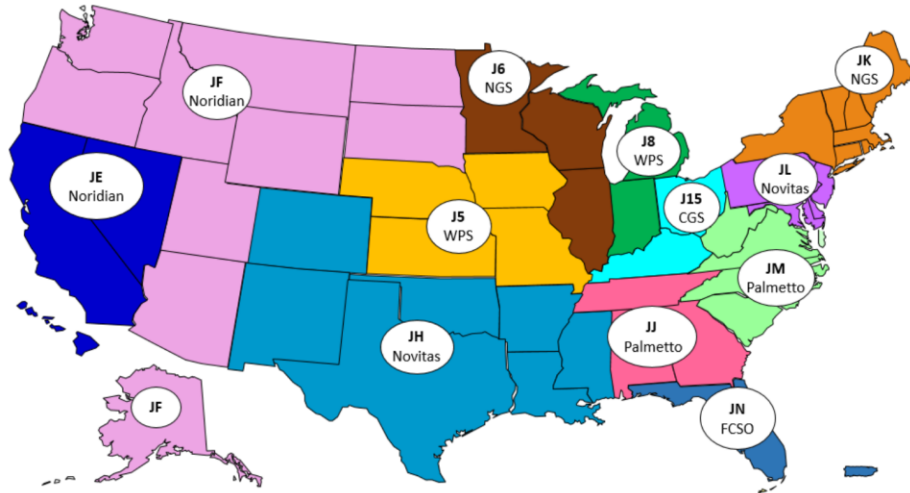 JF
Noridian
J6
NGS
JK
NGS
J8
WPS
JE
Noridian
JL
Novitas
J15
CGS
J5
WPS
JM
Palmetto
JH
Novitas
JJ
Palmetto
JF
JN
FCSO